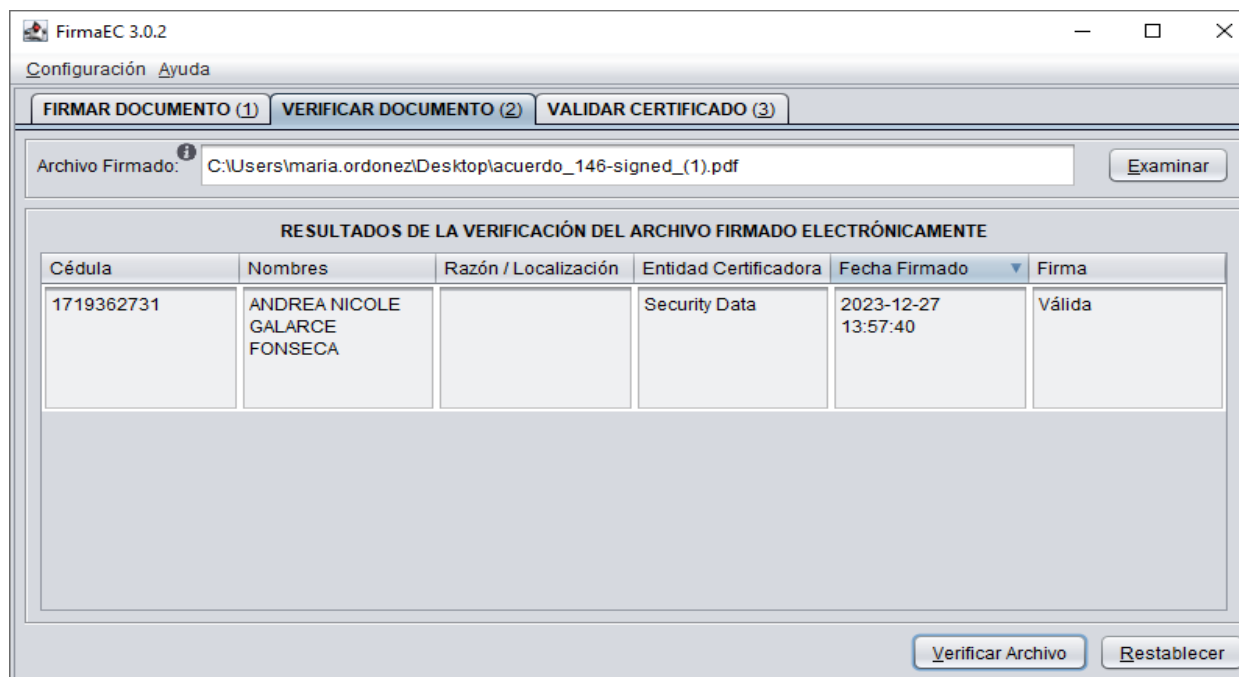 FirmaEC 3.0.2
Configuración Ayuda
FIRMAR DOCUMENTO (1) VERIFICAR DOCUMENTO (2) VALIDAR CERTIFICADO (3)
Archivo Firmado: C:\Users\maria.ordonez\Desktop\acuerdo_146-signed_(1).pdf Examinar
RESULTADOS DE LA VERIFICACIÓN DEL ARCHIVO FIRMADO ELECTRÓNICAMENTE
Cédula Nombres Razón / Localización Entidad Certificadora Fecha Firmado Firma
1719362731 ANDREA NICOLE Security Data 2023-12-27 Válida
GALARCE 13:57:40
FONSECA
Verificar Archivo Restablecer